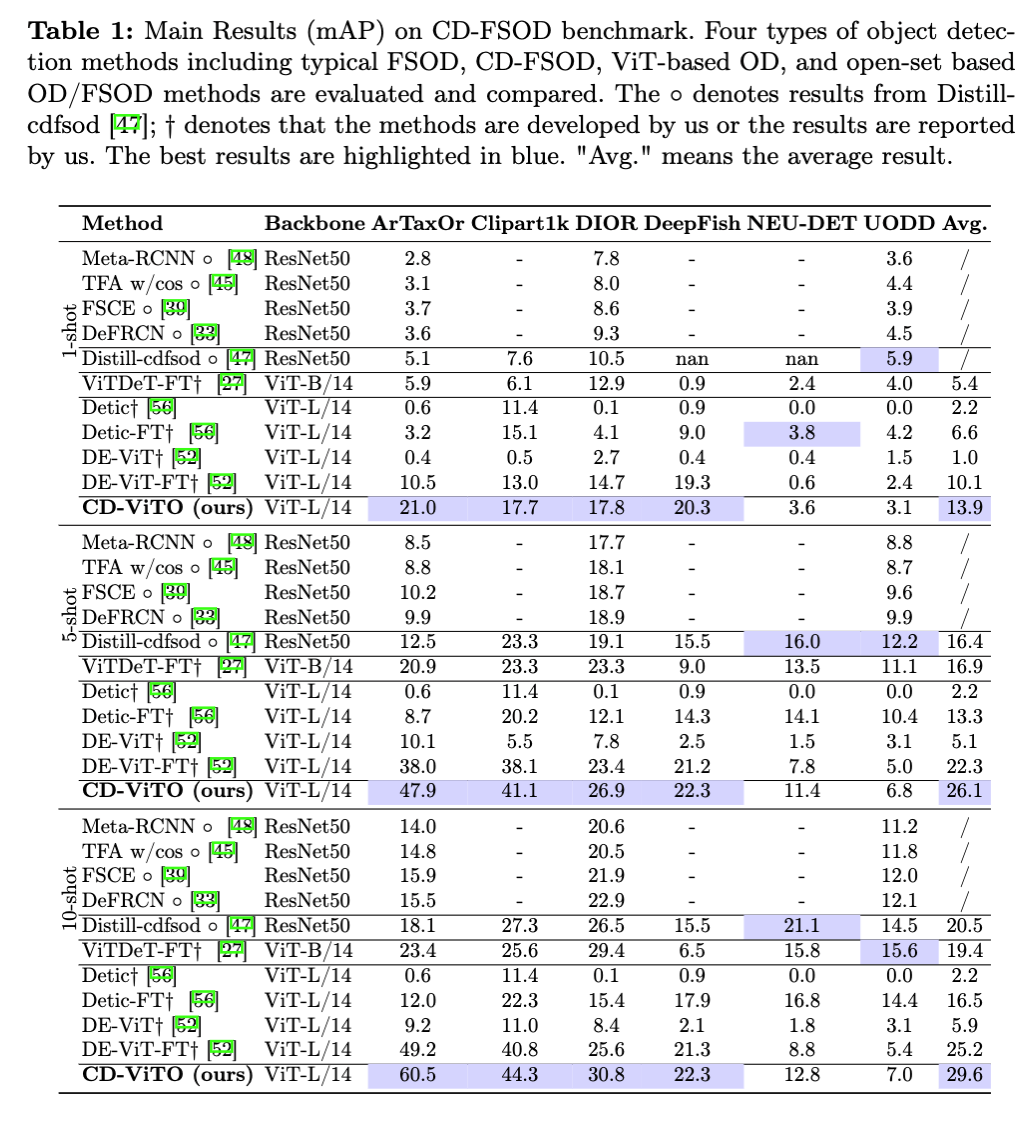 Table 1: Main Results (mAP) on CD-FSOD benchmark. Four types of object detec-
tion methods including typical FSOD, CD-FSOD, ViT-based OD, and open-set based
OD/FSOD methods are evaluated and compared. The ∘ denotes results from Distill-
cdfsod [47]; † denotes that the methods are developed by us or the results are reported
by us. The best results are highlighted in blue. "Avg." means the average result.
Method Backbone ArTaxOr Clipart1k DIOR DeepFish NEU-DET UODD Avg.
1-shot
Meta-RCNN ∘ [48] ResNet50 2.8 - 7.8 - - 3.6 /
TFA w/cos ∘ [45] ResNet50 3.1 - 8.0 - - 4.4 /
FSCE ∘ [39] ResNet50 3.7 - 8.6 - - 3.9 /
DeFRCN ∘ [33] ResNet50 3.6 - 9.3 - - 4.5 /
Distill-cdfsod ∘ [47] ResNet50 5.1 7.6 10.5 nan nan 5.9 /
ViTDeT-FT† [27] ViT-B/14 5.9 6.1 12.9 0.9 2.4 4.0 5.4
Detic† [56] ViT-L/14 0.6 11.4 0.1 0.9 0.0 0.0 2.2
Detic-FT† [56] ViT-L/14 3.2 15.1 4.1 9.0 3.8 4.2 6.6
DE-ViT† [52] ViT-L/14 0.4 0.5 2.7 0.4 0.4 1.5 1.0
DE-ViT-FT† [52] ViT-L/14 10.5 13.0 14.7 19.3 0.6 2.4 10.1
CD-ViTO (ours) ViT-L/14 21.0 17.7 17.8 20.3 3.6 3.1 13.9
5-shot
Meta-RCNN ∘ [48] ResNet50 8.5 - 17.7 - - 8.8 /
TFA w/cos ∘ [45] ResNet50 8.8 - 18.1 - - 8.7 /
FSCE ∘ [39] ResNet50 10.2 - 18.7 - - 9.6 /
DeFRCN ∘ [33] ResNet50 9.9 - 18.9 - - 9.9 /
Distill-cdfsod ∘ [47] ResNet50 12.5 23.3 19.1 15.5 16.0 12.2 16.4
ViTDeT-FT† [27] ViT-B/14 20.9 23.3 23.3 9.0 13.5 11.1 16.9
Detic† [56] ViT-L/14 0.6 11.4 0.1 0.9 0.0 0.0 2.2
Detic-FT† [56] ViT-L/14 8.7 20.2 12.1 14.3 14.1 10.4 13.3
DE-ViT† [52] ViT-L/14 10.1 5.5 7.8 2.5 1.5 3.1 5.1
DE-ViT-FT† [52] ViT-L/14 38.0 38.1 23.4 21.2 7.8 5.0 22.3
CD-ViTO (ours) ViT-L/14 47.9 41.1 26.9 22.3 11.4 6.8 26.1
10-shot
Meta-RCNN ∘ [48] ResNet50 14.0 - 20.6 - - 11.2 /
TFA w/cos ∘ [45] ResNet50 14.8 - 20.5 - - 11.8 /
FSCE ∘ [39] ResNet50 15.9 - 21.9 - - 12.0 /
DeFRCN ∘ [33] ResNet50 15.5 - 22.9 - - 12.1 /
Distill-cdfsod ∘ [47] ResNet50 18.1 27.3 26.5 15.5 21.1 14.5 20.5
ViTDeT-FT† [27] ViT-B/14 23.4 25.6 29.4 6.5 15.8 15.6 19.4
Detic† [56] ViT-L/14 0.6 11.4 0.1 0.9 0.0 0.0 2.2
Detic-FT† [56] ViT-L/14 12.0 22.3 15.4 17.9 16.8 14.4 16.5
DE-ViT† [52] ViT-L/14 9.2 11.0 8.4 2.1 1.8 3.1 5.9
DE-ViT-FT† [52] ViT-L/14 49.2 40.8 25.6 21.3 8.8 5.4 25.2
CD-ViTO (ours) ViT-L/14 60.5 44.3 30.8 22.3 12.8 7.0 29.6